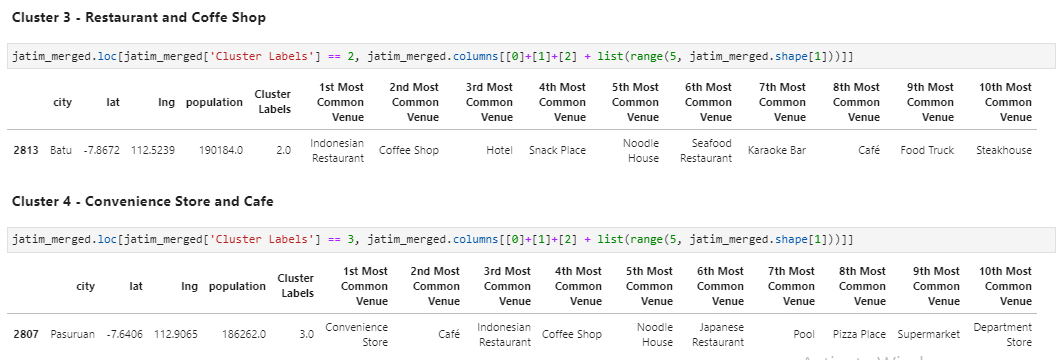 Cluster 3 - Restaurant and Coffe Shop
jatim_merged.loc[jatim_merged['Cluster Labels'] == 2, jatim_merged.columns[[0]+[1]+[2] + list(range(5, jatim_merged.shape[1]))]]
city lat lng population Cluster Labels 1st Most Common Venue 2nd Most Common Venue 3rd Most Common Venue 4th Most Common Venue 5th Most Common Venue 6th Most Common Venue 7th Most Common Venue 8th Most Common Venue 9th Most Common Venue 10th Most Common Venue
2813 Batu -7.8672 112.5239 190184.0 2.0 Indonesian Restaurant Coffee Shop Hotel Snack Place Noodle House Seafood Restaurant Karaoke Bar Café Food Truck Steakhouse
Cluster 4 - Convenience Store and Cafe
jatim_merged.loc[jatim_merged['Cluster Labels'] == 3, jatim_merged.columns[[0]+[1]+[2] + list(range(5, jatim_merged.shape[1]))]]
city lat lng population Cluster Labels 1st Most Common Venue 2nd Most Common Venue 3rd Most Common Venue 4th Most Common Venue 5th Most Common Venue 6th Most Common Venue 7th Most Common Venue 8th Most Common Venue 9th Most Common Venue 10th Most Common Venue
2807 Pasuruan -7.6406 112.9065 186262.0 3.0 Convenience Store Café Indonesian Restaurant Coffee Shop Noodle House Japanese Restaurant Pool Pizza Place Supermarket Department Store